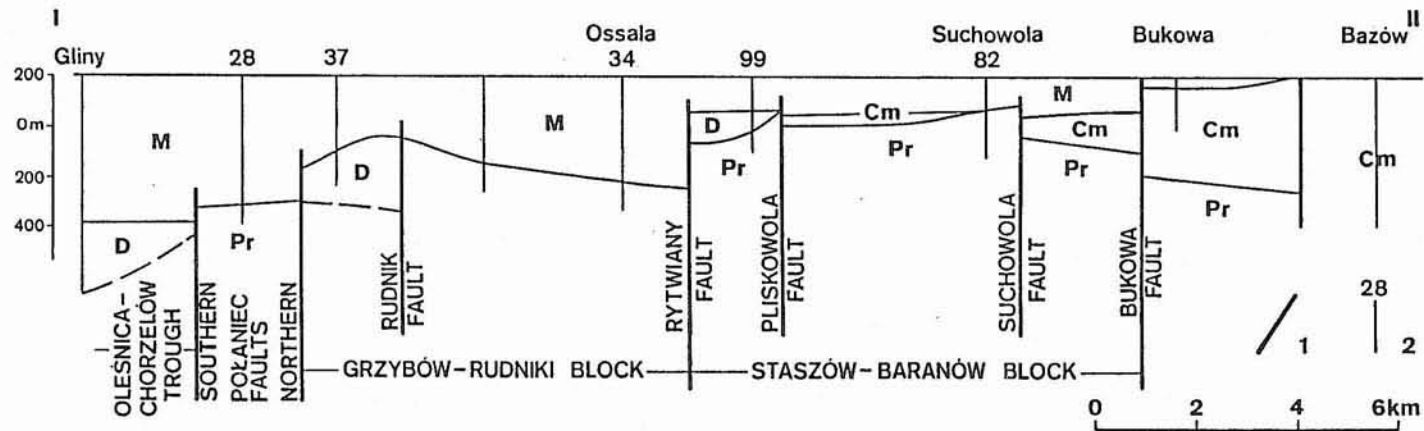 I II
Gliny 28 37 Ossala 34 99 Suchowola 82 Bukowa Bazów
200
0m
200
400
M
D
Pr
D
M
D
Pr
Cm
Pr
M
Cm
Pr
Cm
Pr
Cm
OLEŚNICA-
CHORZELÓW
TROUGH
SOUTHERN
POŁANIEC
FAULTS
NORTHERN
RUDNIK
FAULT
RYTWIANY
FAULT
PLISKOWOLA
FAULT
SUCHOWOLA
FAULT
BUKOWA
FAULT
GRZYBÓW-RUDNIKI BLOCK
STASZÓW-BARANÓW BLOCK
1
28
2
0 2 4 6km